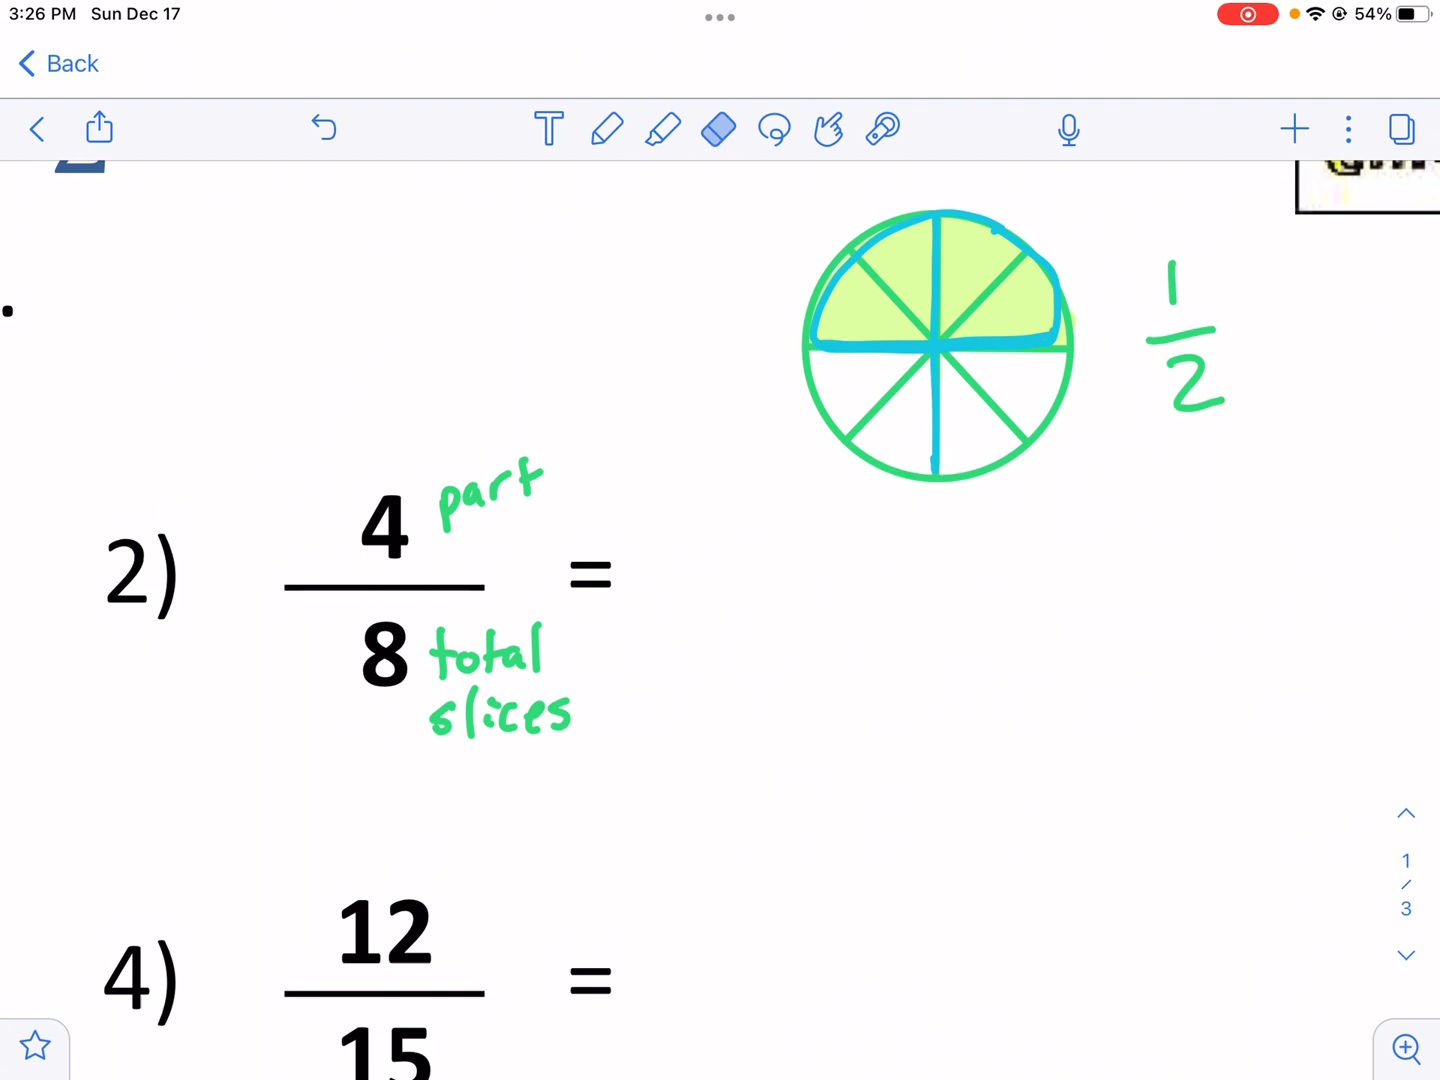 3:26 PM Sun Dec 17
54%
Back
T
1
2
part
2)
4
8
=
total
slices
1
/
3
4)
12
15
=